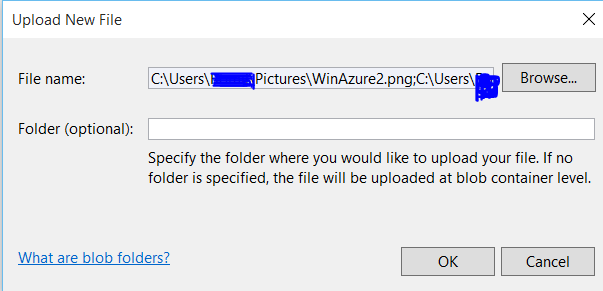 Upload New File
File name:
C:\Users\ \Pictures\WinAzure2.png;C:\Users\
Browse...
Folder (optional):
Specify the folder where you would like to upload your file. If no
folder is specified, the file will be uploaded at blob container level.
What are blob folders?
OK
Cancel